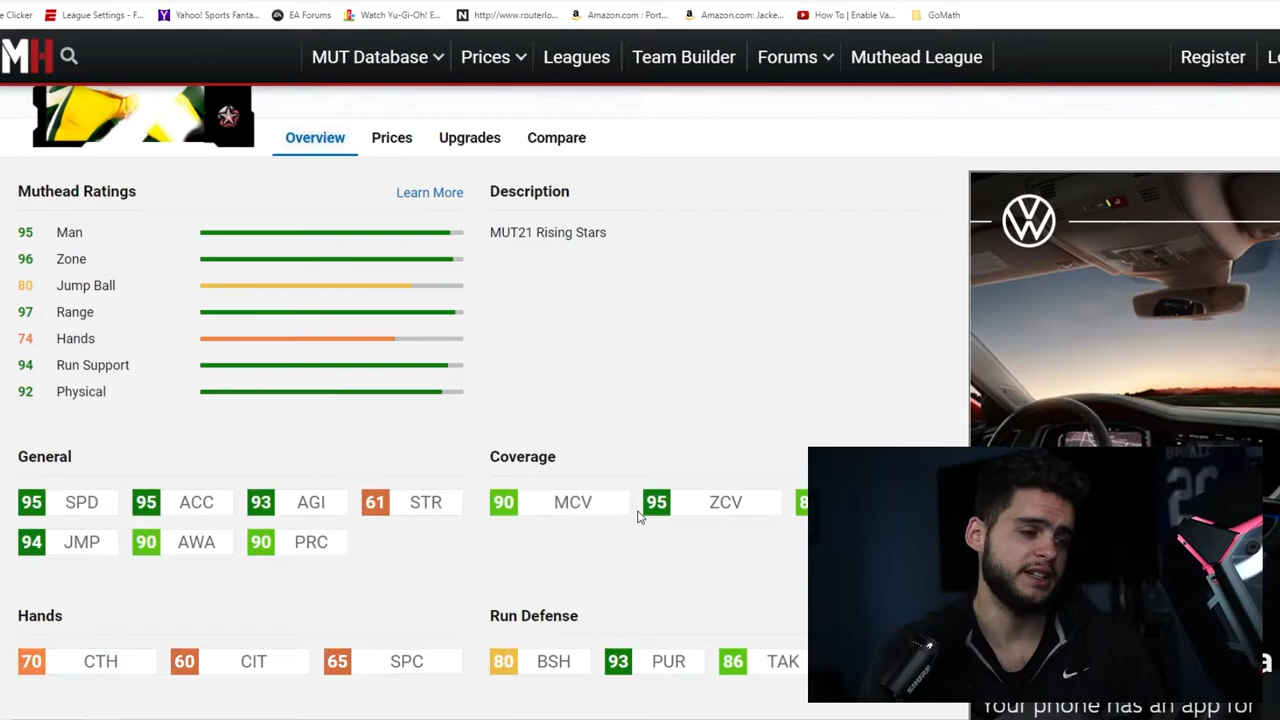 e Clicker League Settings - F... Yahoo! Sports Fanta... EA Forums Watch Yu-Gi-Oh! E... http://www.routerlo... Amazon.com : Port... Amazon.com: Jacke... How To | Enable Va... GoMath
MH MUT Database Prices Leagues Team Builder Forums Muthead League Register
Overview Prices Upgrades Compare
Muthead Ratings Learn More Description
95 Man MUT21 Rising Stars
96 Zone
80 Jump Ball
97 Range
74 Hands
94 Run Support
92 Physical
General Coverage
95 SPD 95 ACC 93 AGI 61 STR 90 MCV 95 ZCV
94 JMP 90 AWA 90 PRC
Hands Run Defense
70 CTH 60 CIT 65 SPC 80 BSH 93 PUR 86 TAK
SHURE
Your phone has an app for